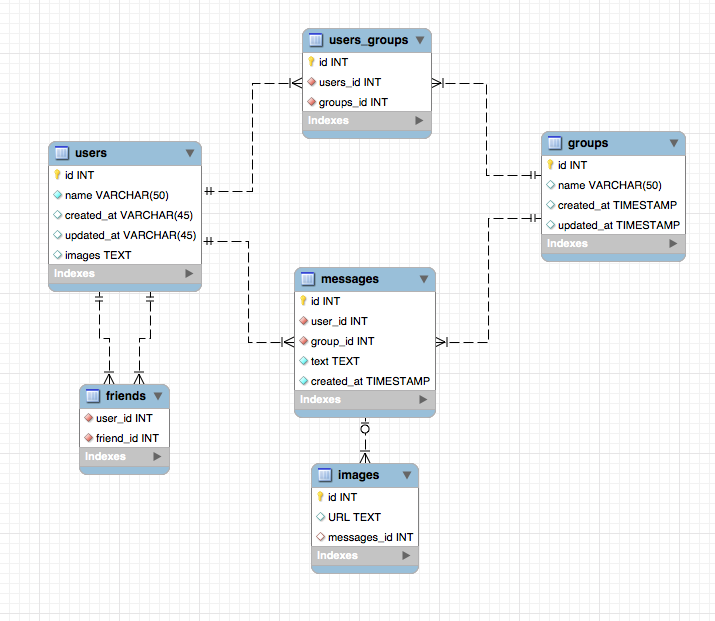 users_groups
id INT
users_id INT
groups_id INT
Indexes
users
id INT
name VARCHAR(50)
created_at VARCHAR(45)
updated_at VARCHAR(45)
images TEXT
Indexes
groups
id INT
name VARCHAR(50)
created_at TIMESTAMP
updated_at TIMESTAMP
Indexes
messages
id INT
user_id INT
group_id INT
text TEXT
created_at TIMESTAMP
Indexes
friends
user_id INT
friend_id INT
Indexes
images
id INT
URL TEXT
messages_id INT
Indexes